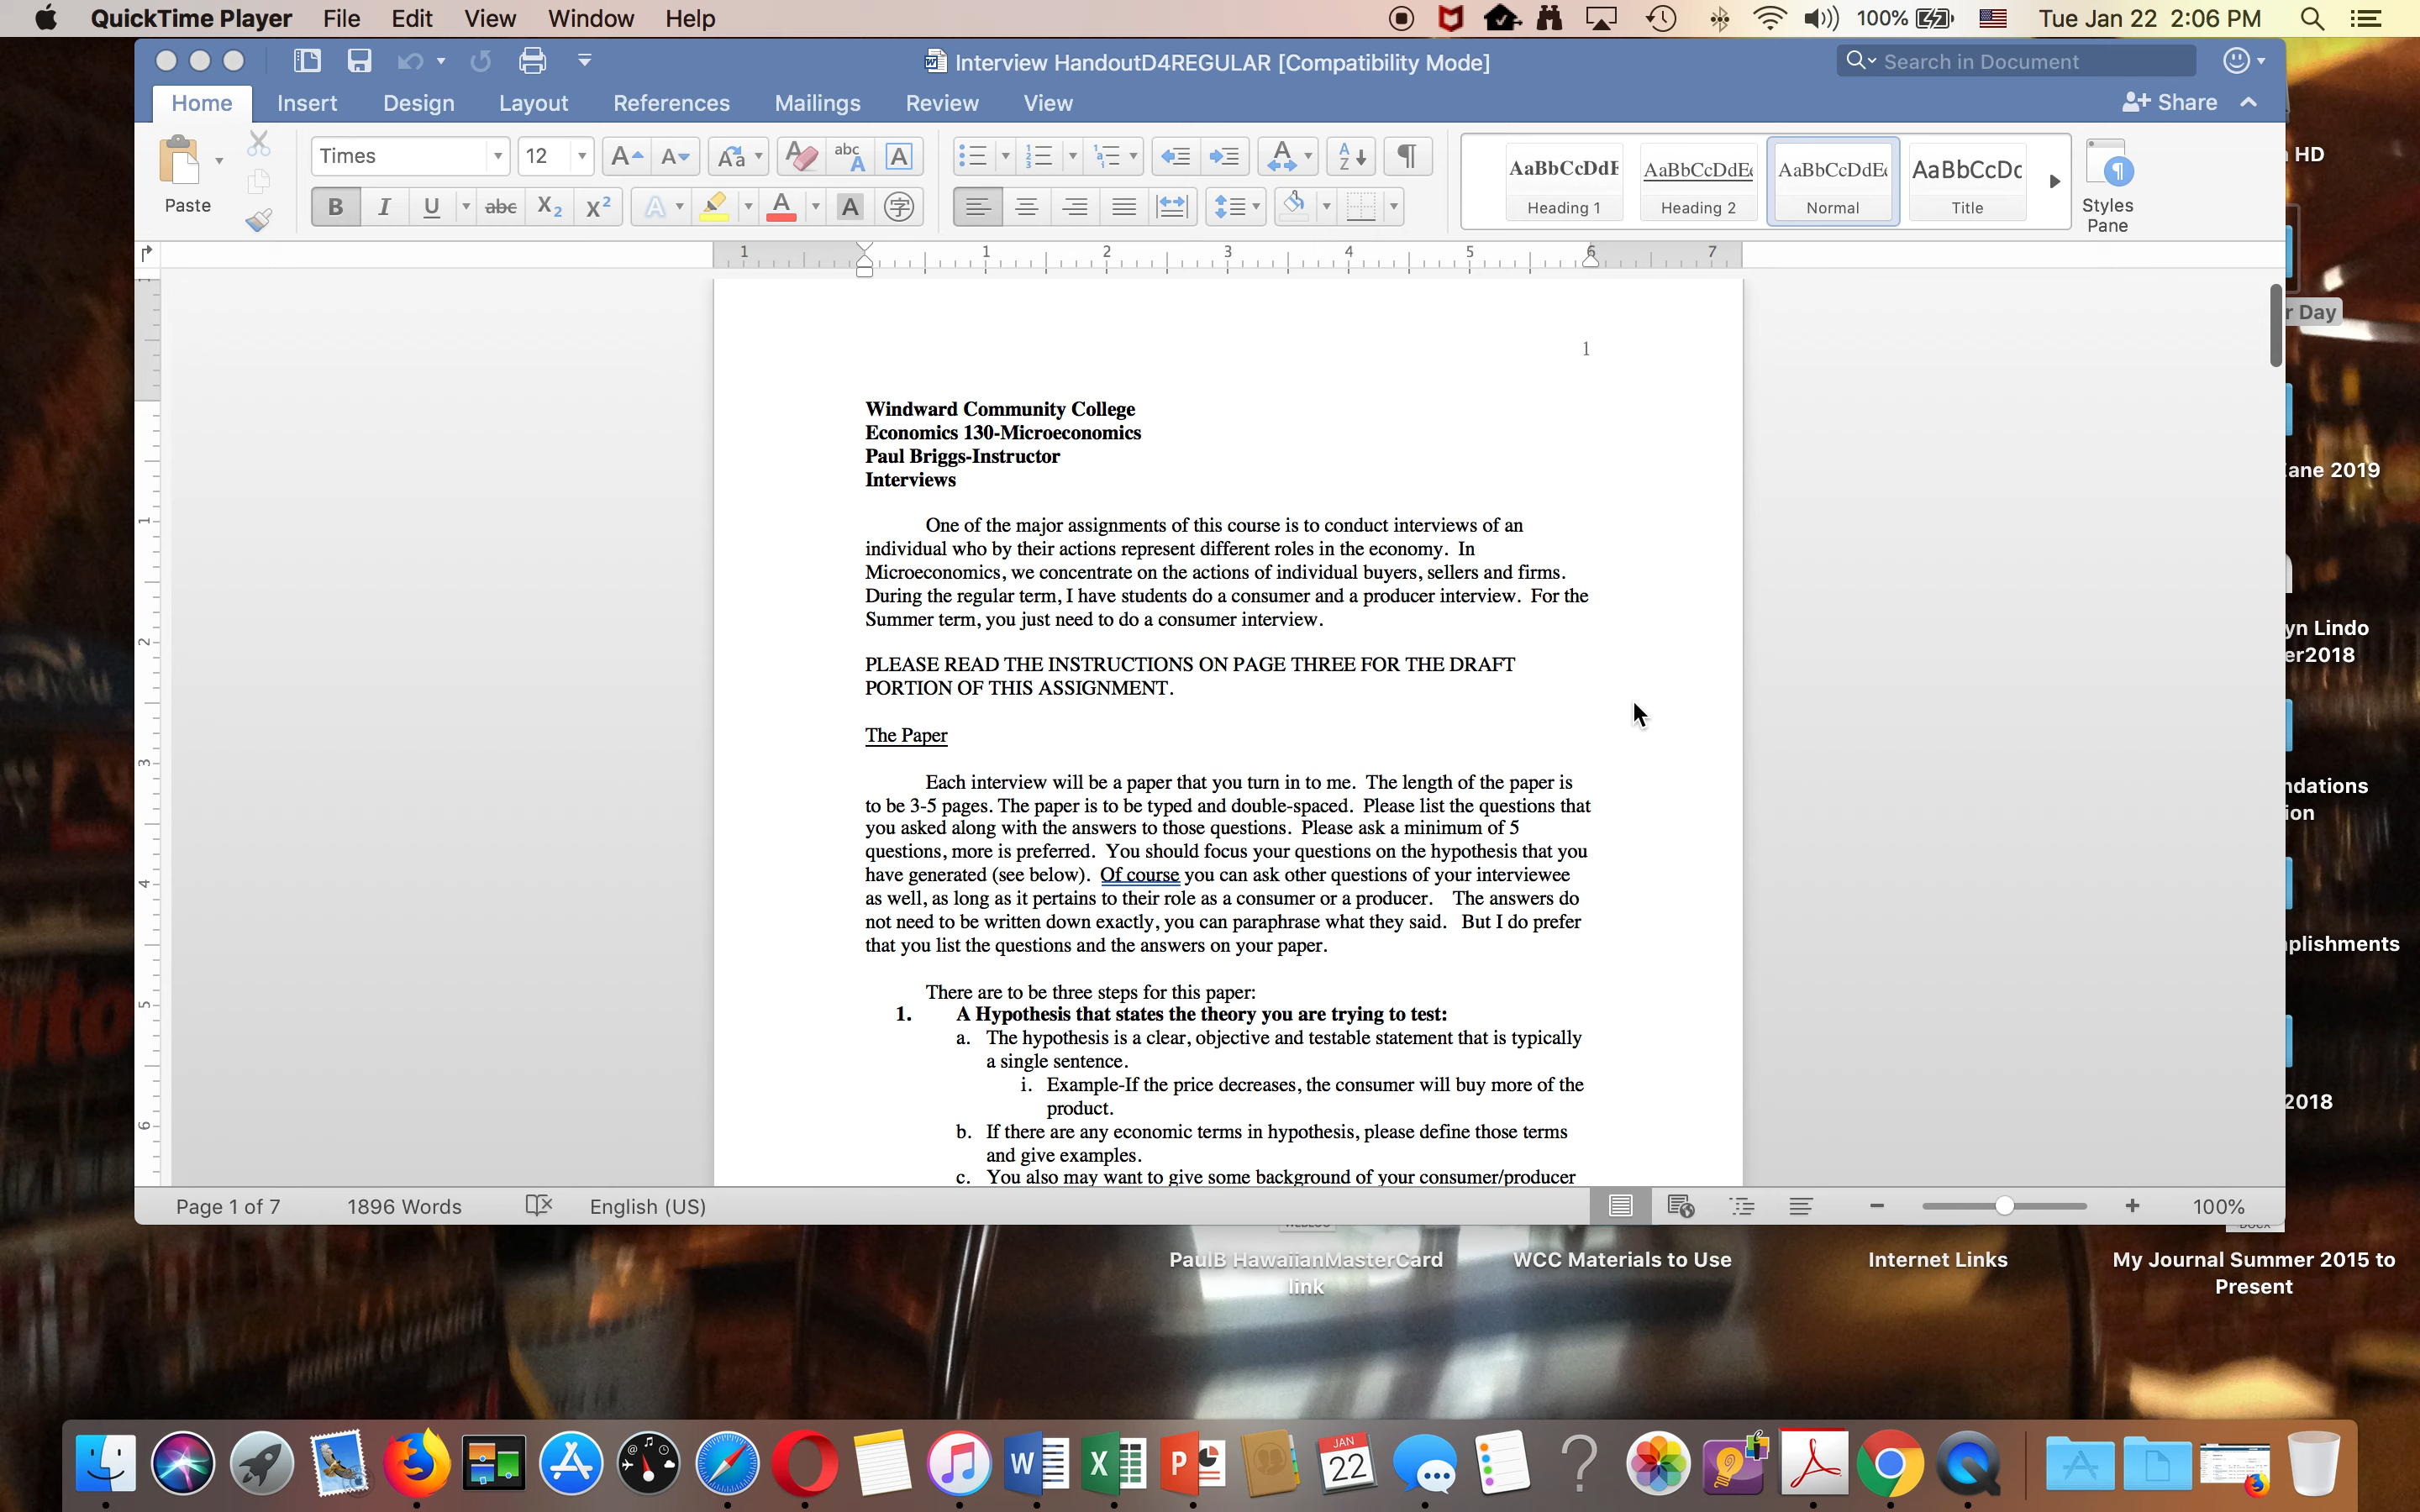 QuickTime Player File Edit View Window Help 100% Tue Jan 22 2:06 PM
Interview HandoutD4REGULAR [Compatibility Mode] Search in Document
Home Insert Design Layout References Mailings Review View Share
Paste Times 12
AaBbCcDdE AaBbCcDdEe AaBbCcDdEe AaBbCcDc
Heading 1 Heading 2 Normal Title Styles
Pane
1 1 2 3 4 5 6 7
1
Windward Community College
Economics 130-Microeconomics
Paul Briggs-Instructor
Interviews
One of the major assignments of this course is to conduct interviews of an
individual who by their actions represent different roles in the economy. In
Microeconomics, we concentrate on the actions of individual buyers, sellers and firms.
During the regular term, I have students do a consumer and a producer interview. For the
Summer term, you just need to do a consumer interview.
PLEASE READ THE INSTRUCTIONS ON PAGE THREE FOR THE DRAFT
PORTION OF THIS ASSIGNMENT.
The Paper
Each interview will be a paper that you turn in to me. The length of the paper is
to be 3-5 pages. The paper is to be typed and double-spaced. Please list the questions that
you asked along with the answers to those questions. Please ask a minimum of 5
questions, more is preferred. You should focus your questions on the hypothesis that you
have generated (see below). Of course you can ask other questions of your interviewee
as well, as long as it pertains to their role as a consumer or a producer. The answers do
not need to be written down exactly, you can paraphrase what they said. But I do prefer
that you list the questions and the answers on your paper.
There are to be three steps for this paper:
1. A Hypothesis that states the theory you are trying to test:
a. The hypothesis is a clear, objective and testable statement that is typically
a single sentence.
i. Example-If the price decreases, the consumer will buy more of the
product.
b. If there are any economic terms in hypothesis, please define those terms
and give examples.
c. You also may want to give some background of your consumer/producer
Page 1 of 7 1896 Words English (US) 100%
HD
r Day
ane 2019
yn Lindo
er2018
ndations
ion
plishments
2018
PaulB HawaiianMasterCard
link
WCC Materials to Use
Internet Links
My Journal Summer 2015 to
Present
JAN
22